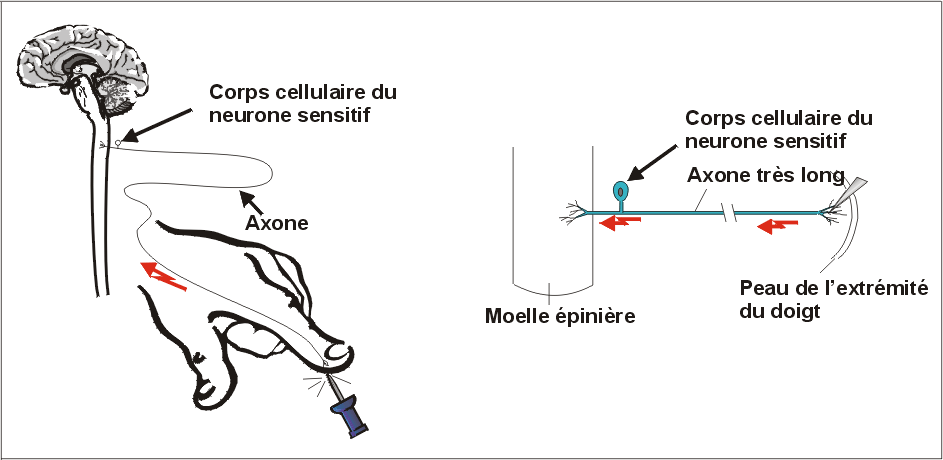 Corps cellulaire du
neurone sensitif
Axone
Corps cellulaire du
neurone sensitif
Axone très long
Peau de l'extrémité
du doigt
Moelle épinière